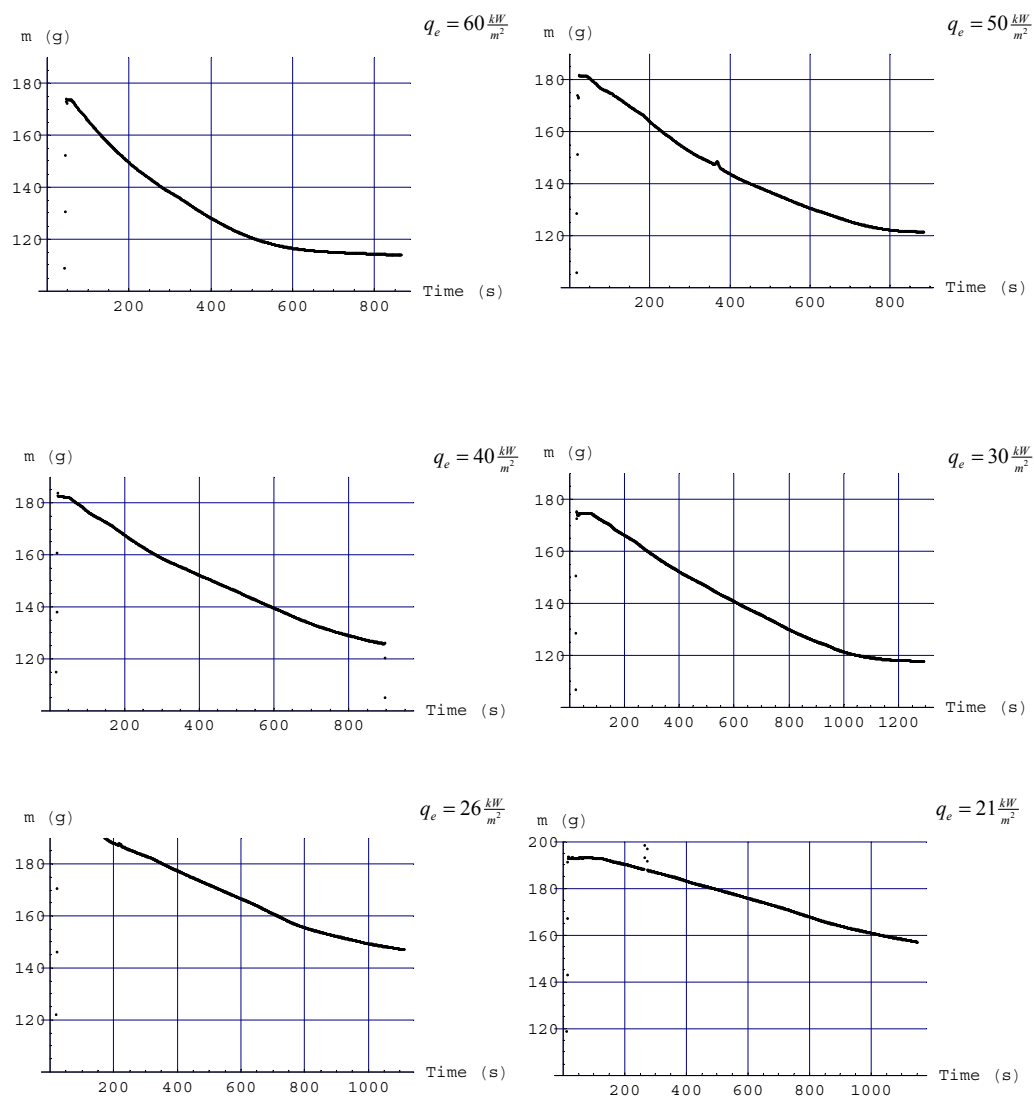 m (g)
q_e = 60 kW/m²
180
160
140
120
200 400 600 800
Time (s)
m (g)
q_e = 50 kW/m²
180
160
140
120
200 400 600 800
Time (s)
m (g)
q_e = 40 kW/m²
180
160
140
120
200 400 600 800
Time (s)
m (g)
q_e = 30 kW/m²
180
160
140
120
200 400 600 800 1000 1200
Time (s)
m (g)
q_e = 26 kW/m²
180
160
140
120
200 400 600 800 1000
Time (s)
m (g)
q_e = 21 kW/m²
200
180
160
140
120
200 400 600 800 1000
Time (s)